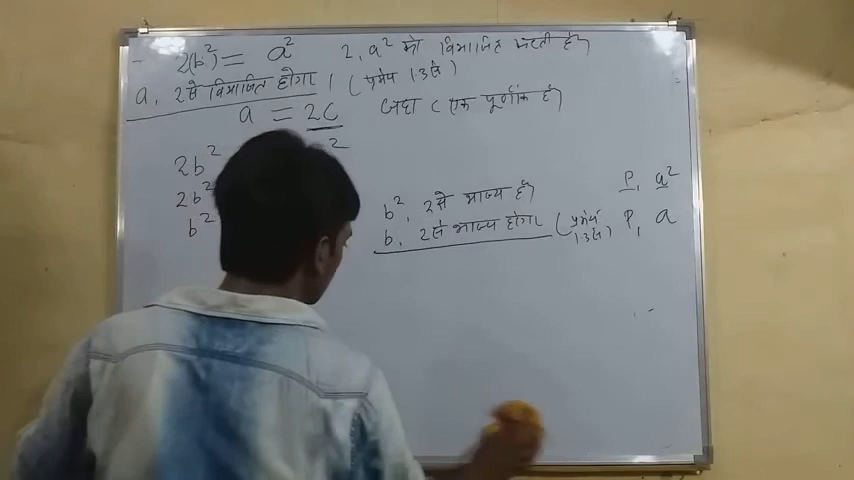 2(b²) = a² 2, a² को विभाजित करती है
a, 2 से विभाजित होगा । (प्रमेय 1.3 से)
a = 2c जहाँ c एक पूर्णांक है
2b²
2b²
b²
b², 2 से भाज्य है
b, 2 से भाज्य होगा (प्रमेय 1.3 से)
P, a²
P, a